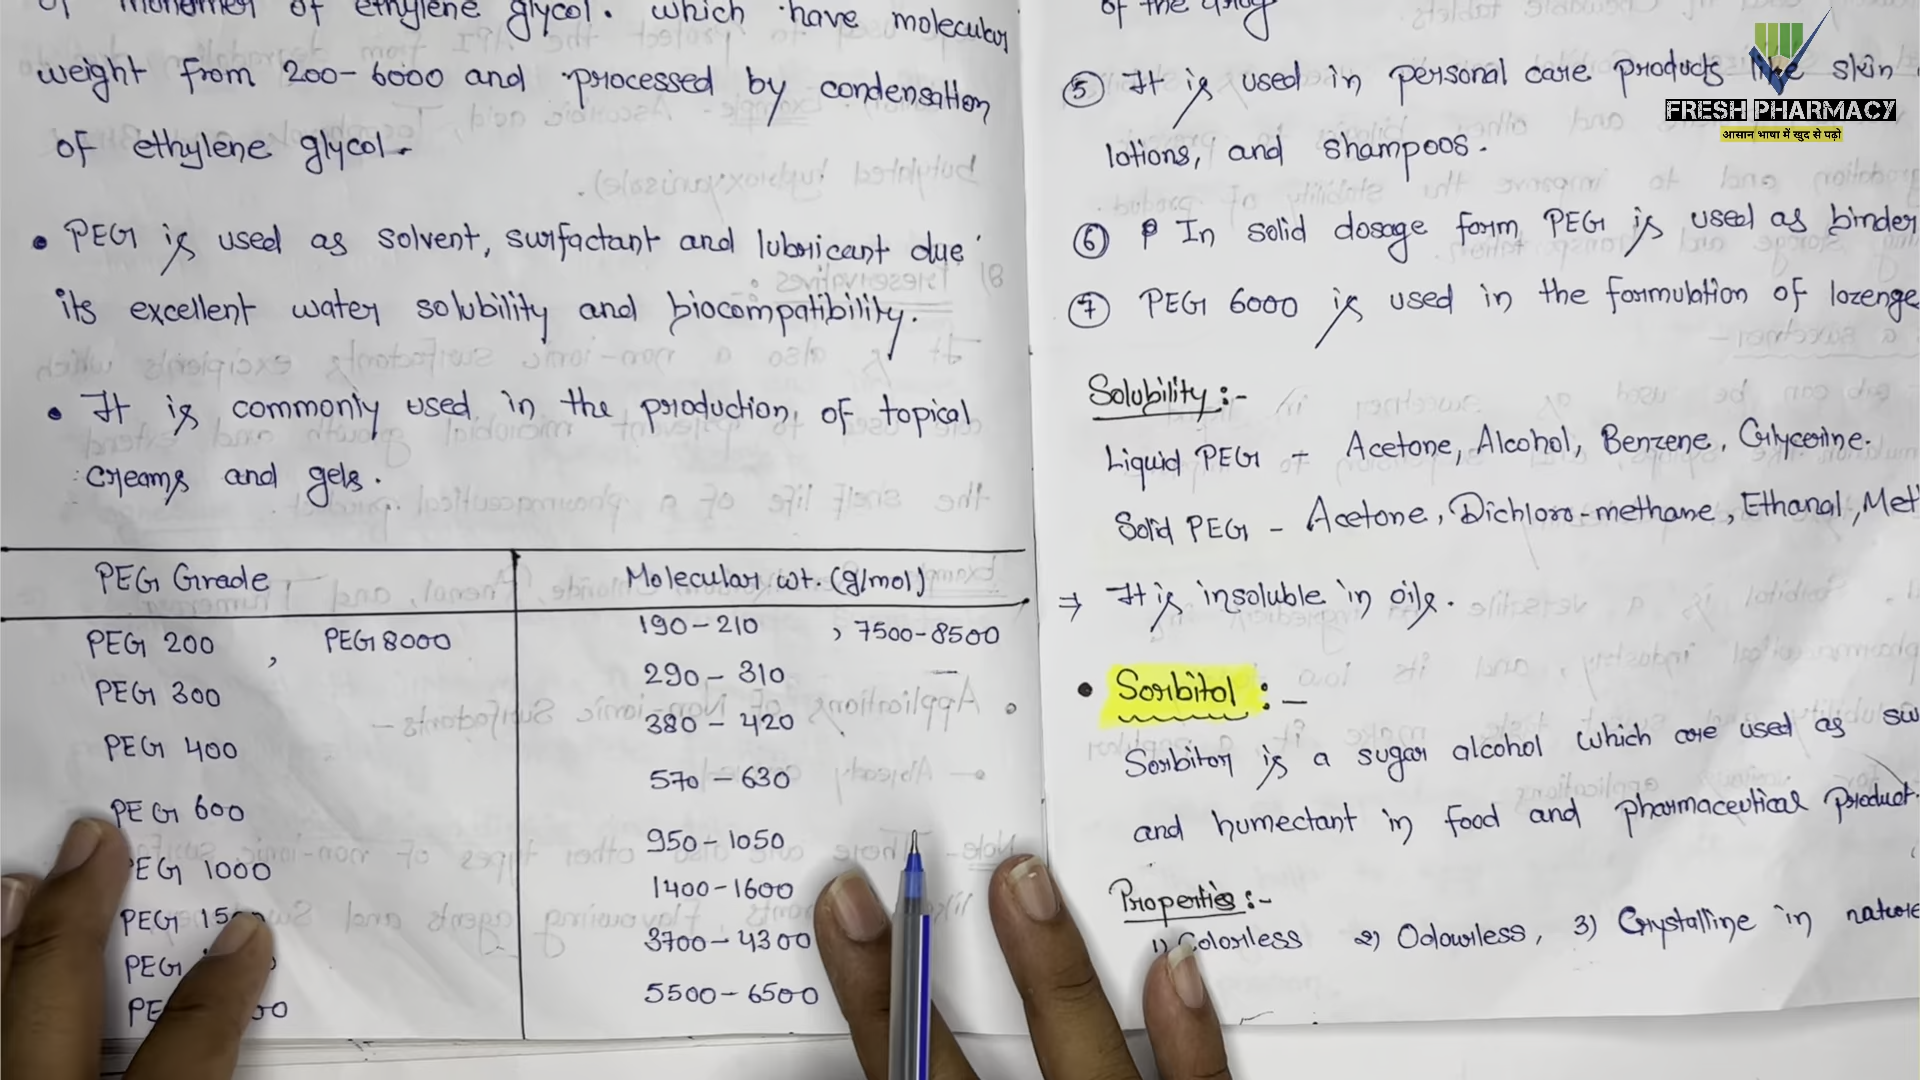 of ethylene glycol. which have molecular
weight from 200-6000 and processed by condensation
of ethylene glycol.
• PEG is used as solvent, surfactant and lubricant due
its excellent water solubility and biocompatibility.
• It is commonly used in the production of topical
creams and gels.
PEG Grade
Molecular wt. (g/mol)
PEG 200 , PEG 8000
190-210 , 7500-8500
PEG 300
290 - 310
PEG 400
380 - 420
PEG 600
570 - 630
PEG 1000
950 - 1050
PEG
1400-1600
PEG
3700-4300
5500-6500
of the drug
⑤ It is used in personal care products like skin
lotions, and shampoos.
⑥ In solid dosage form PEG is used as binder
⑦ PEG 6000 is used in the formulation of lozenge
Solubility :-
Liquid PEG - Acetone, Alcohol, Benzene, Glycerine.
Solid PEG - Acetone, Dichloro-methane, Ethanal, Met
⇒ It is insoluble in oils.
• Sorbitol : -
is a sugar alcohol which are used as sw
and humectant in food and pharmaceutical product.
Properties :-
1) Colorless 2) Odourless, 3) Crystalline in nature
FRESH PHARMACY
आसान भाषा में खुद से पढ़ो